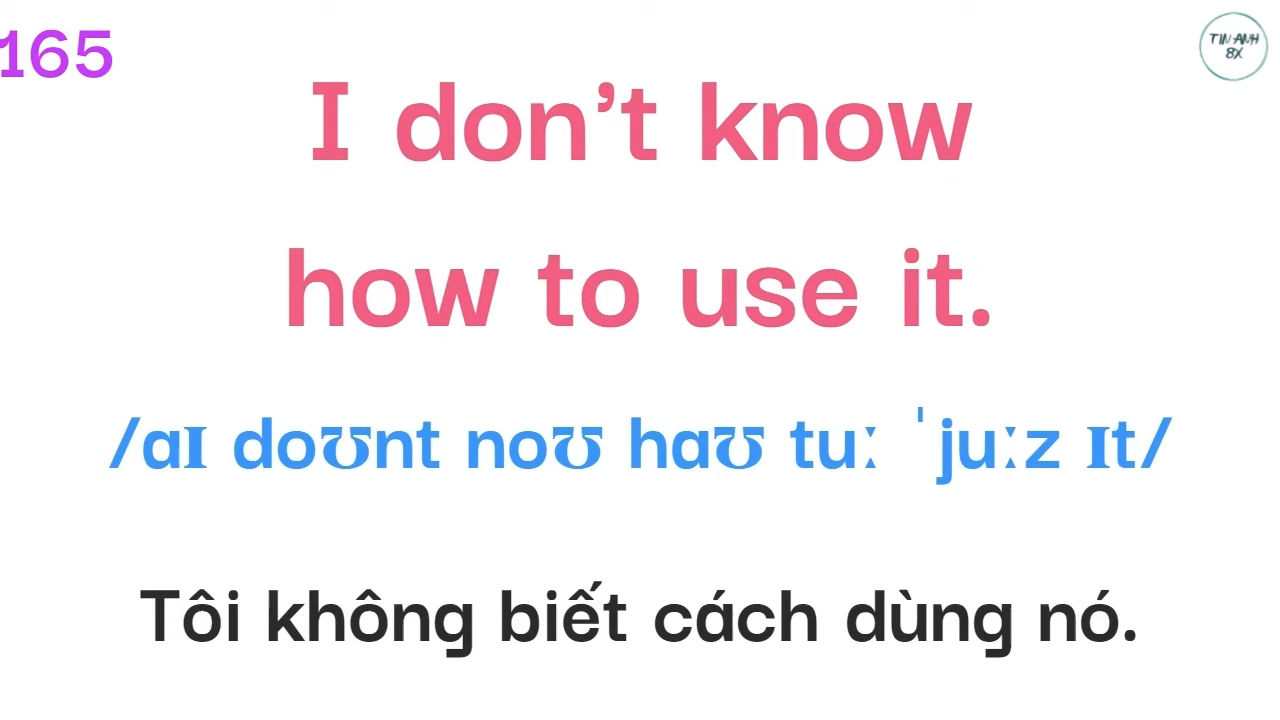 165
TIN ANH
8X
I don’t know
how to use it.
/aɪ doʊnt noʊ haʊ tuː ˈjuːz ɪt/
Tôi không biết cách dùng nó.